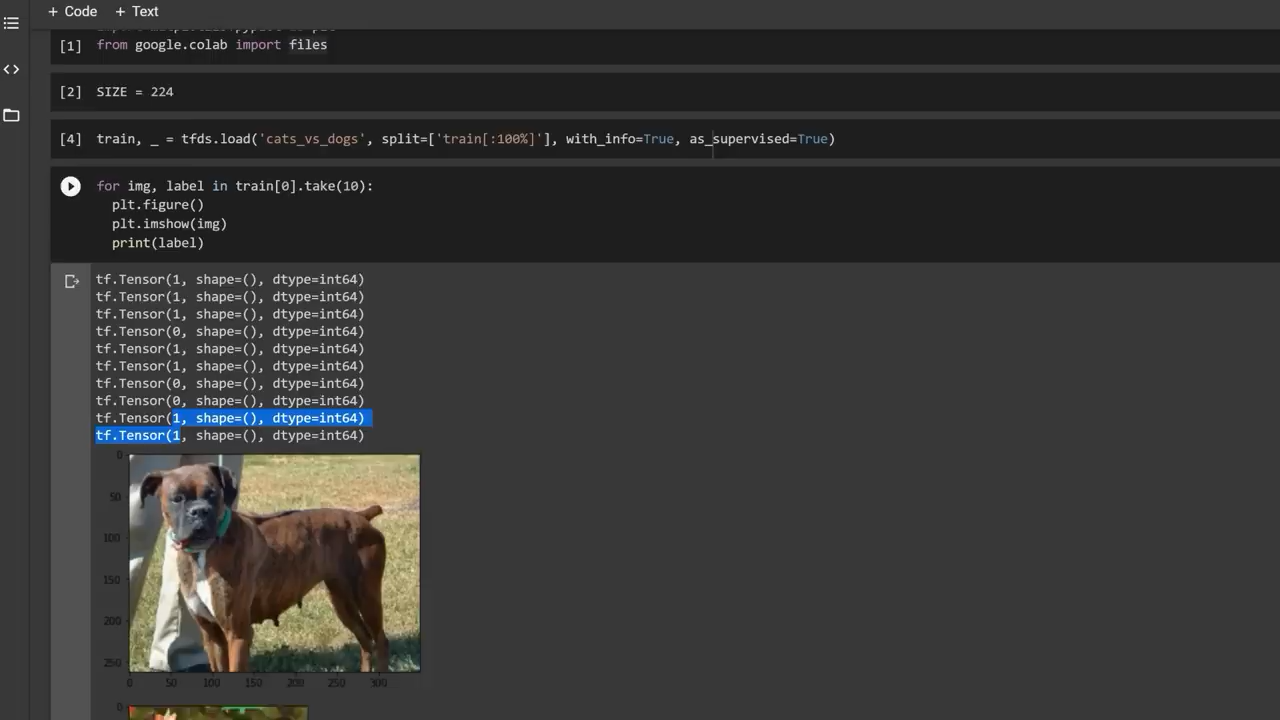 + Code + Text
[1] from google.colab import files
[2] SIZE = 224
[4] train, _ = tfds.load('cats_vs_dogs', split=['train[:100%]'], with_info=True, as_supervised=True)
for img, label in train[0].take(10):
plt.figure()
plt.imshow(img)
print(label)
tf.Tensor(1, shape=(), dtype=int64)
tf.Tensor(1, shape=(), dtype=int64)
tf.Tensor(1, shape=(), dtype=int64)
tf.Tensor(0, shape=(), dtype=int64)
tf.Tensor(1, shape=(), dtype=int64)
tf.Tensor(1, shape=(), dtype=int64)
tf.Tensor(0, shape=(), dtype=int64)
tf.Tensor(0, shape=(), dtype=int64)
tf.Tensor(1, shape=(), dtype=int64)
tf.Tensor(1, shape=(), dtype=int64)
0
50
100
150
200
250
0 50 100 150 200 250 300
0